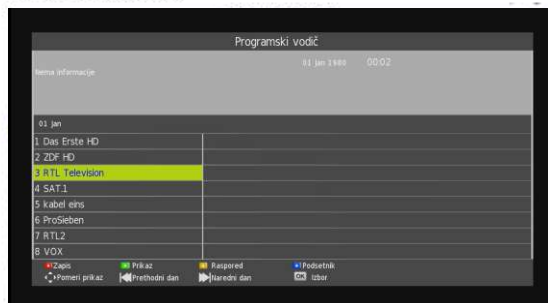 Programski vodič
01 Jan 1980 00:02
Nema informacije
01 Jan
1 Das Erste HD
2 ZDF HD
3 RTL Television
4 SAT.1
5 kabel eins
6 ProSieben
7 RTL2
8 VOX
Zapis Prikaz Raspored Podsetnik
Pomeri prikaz Prethodni dan Naredni dan OK Izbor